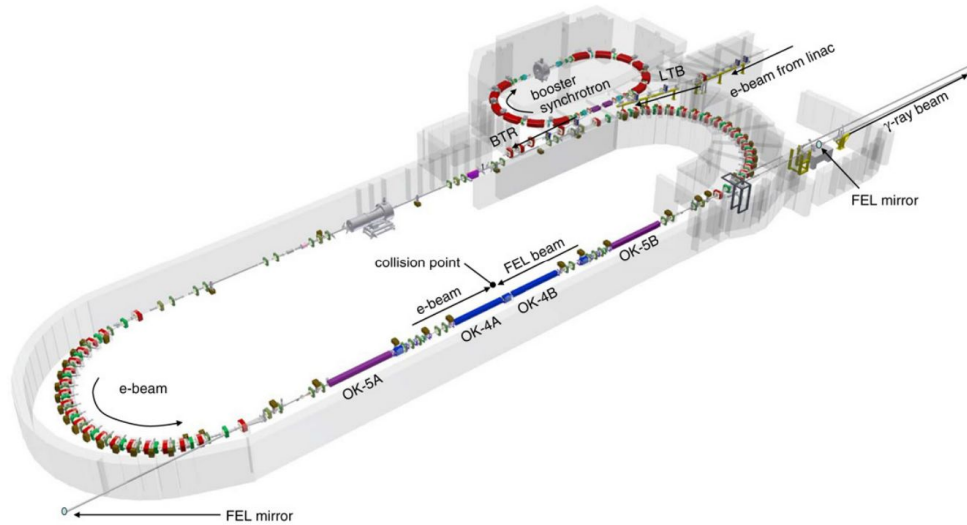 booster
synchrotron
LTB
e-beam from linac
BTR
γ-ray beam
FEL mirror
collision point
FEL beam
OK-5B
e-beam
OK-4B
OK-4A
OK-5A
e-beam
FEL mirror